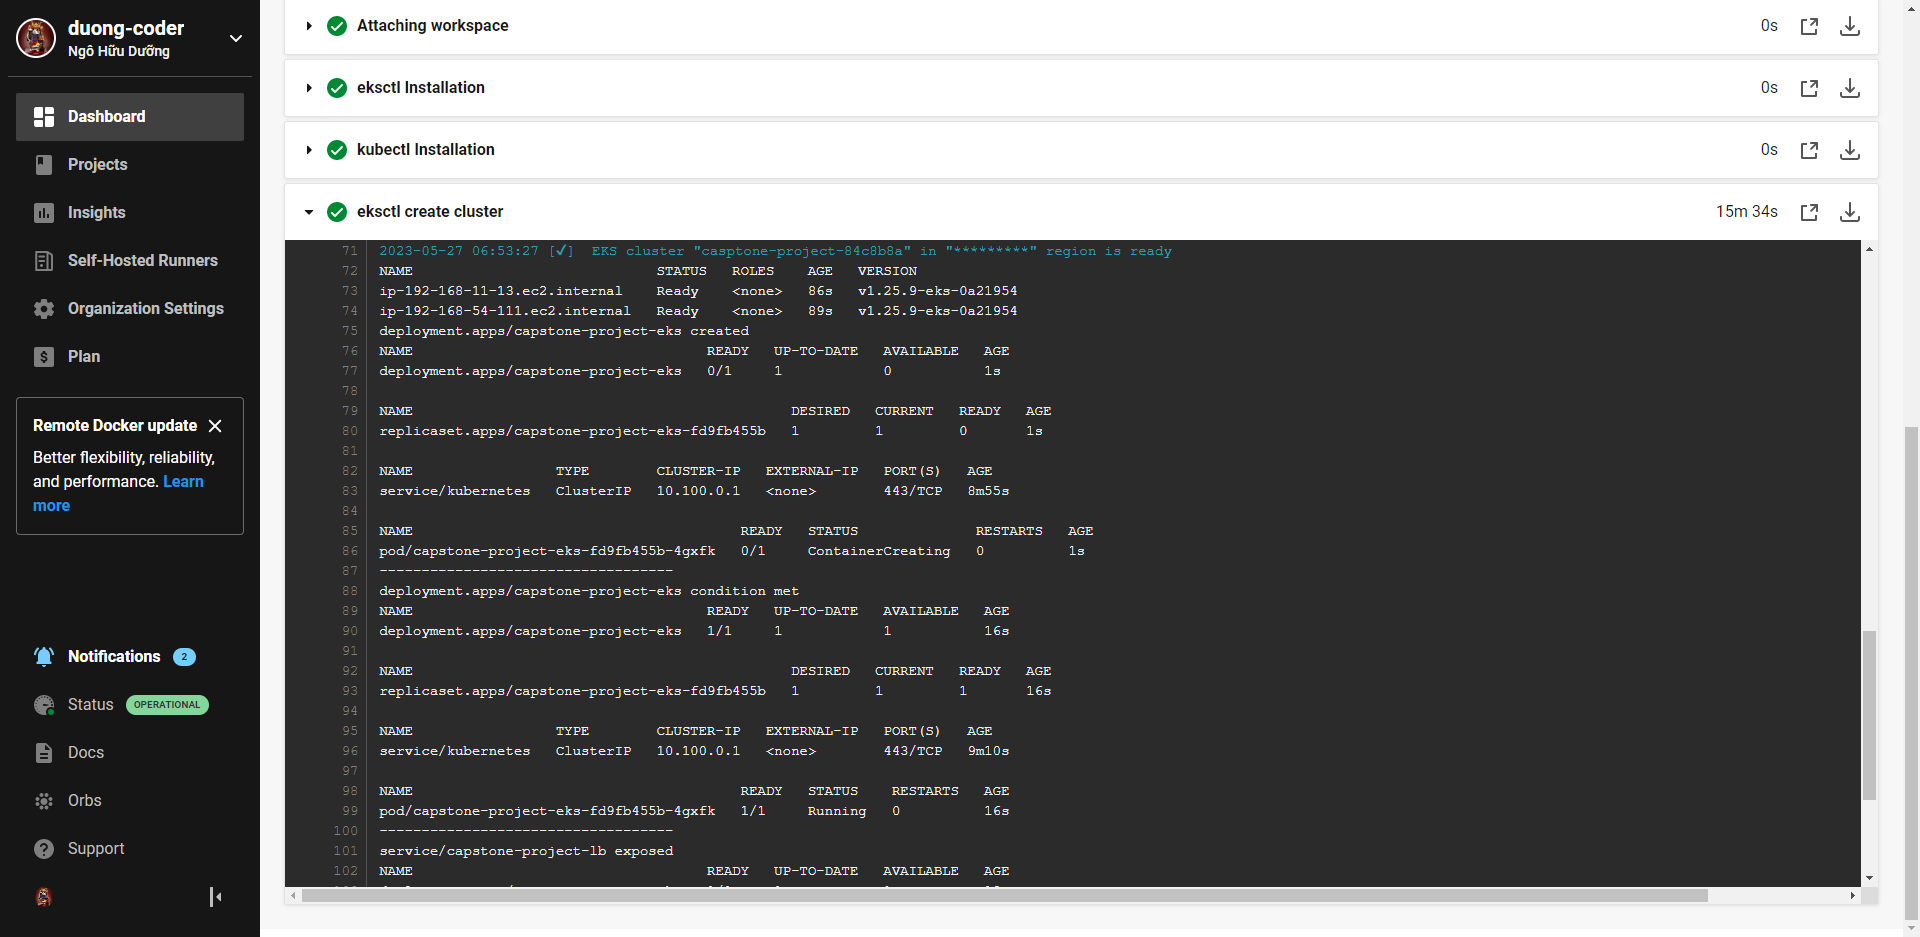 duong-coder
Ngô Hữu Dưỡng
Dashboard
Projects
Insights
Self-Hosted Runners
Organization Settings
Plan
Remote Docker update
Better flexibility, reliability,
and performance. Learn
more
Notifications 2
Status OPERATIONAL
Docs
Orbs
Support
Attaching workspace 0s
eksctl Installation 0s
kubectl Installation 0s
eksctl create cluster 15m 34s
71 2023-05-27 06:53:27 [✓]  EKS cluster "casptone-project-84c8b8a" in "*********" region is ready
72 NAME STATUS ROLES AGE VERSION
73 ip-192-168-11-13.ec2.internal Ready <none> 86s v1.25.9-eks-0a21954
74 ip-192-168-54-111.ec2.internal Ready <none> 89s v1.25.9-eks-0a21954
75 deployment.apps/capstone-project-eks created
76 NAME READY UP-TO-DATE AVAILABLE AGE
77 deployment.apps/capstone-project-eks 0/1 1 0 1s
78
79 NAME DESIRED CURRENT READY AGE
80 replicaset.apps/capstone-project-eks-fd9fb455b 1 1 0 1s
81
82 NAME TYPE CLUSTER-IP EXTERNAL-IP PORT(S) AGE
83 service/kubernetes ClusterIP 10.100.0.1 <none> 443/TCP 8m55s
84
85 NAME READY STATUS RESTARTS AGE
86 pod/capstone-project-eks-fd9fb455b-4gxfk 0/1 ContainerCreating 0 1s
87 -----------------------------------
88 deployment.apps/capstone-project-eks condition met
89 NAME READY UP-TO-DATE AVAILABLE AGE
90 deployment.apps/capstone-project-eks 1/1 1 1 16s
91
92 NAME DESIRED CURRENT READY AGE
93 replicaset.apps/capstone-project-eks-fd9fb455b 1 1 1 16s
94
95 NAME TYPE CLUSTER-IP EXTERNAL-IP PORT(S) AGE
96 service/kubernetes ClusterIP 10.100.0.1 <none> 443/TCP 9m10s
97
98 NAME READY STATUS RESTARTS AGE
99 pod/capstone-project-eks-fd9fb455b-4gxfk 1/1 Running 0 16s
100 -----------------------------------
101 service/capstone-project-lb exposed
102 NAME READY UP-TO-DATE AVAILABLE AGE